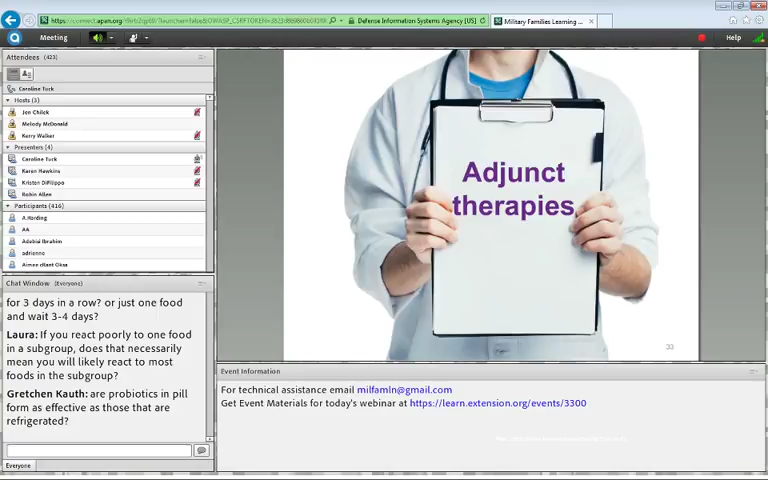 Defense Information Systems Agency [US]
Military Families Learning ...
Meeting
Help
Attendees (423)
Caroline Tuck
Hosts (3)
Jen Chilek
Melody McDonald
Kerry Walker
Presenters (4)
Caroline Tuck
Karen Hawkins
Kristen DiFilippo
Robin Allen
Participants (416)
A.Harding
AA
Adebisi Ibrahim
adrienne
Chat Window (Everyone)
for 3 days in a row? or just one food
and wait 3-4 days?
Laura: If you react poorly to one food
in a subgroup, does that necessarily
mean you will likely react to most
foods in the subgroup?
Gretchen Kauth: are probiotics in pill
form as effective as those that are
refrigerated?
Everyone
Adjunct
therapies
33
Event Information
For technical assistance email milfamln@gmail.com
Get Event Materials for today's webinar at https://learn.extension.org/events/3300